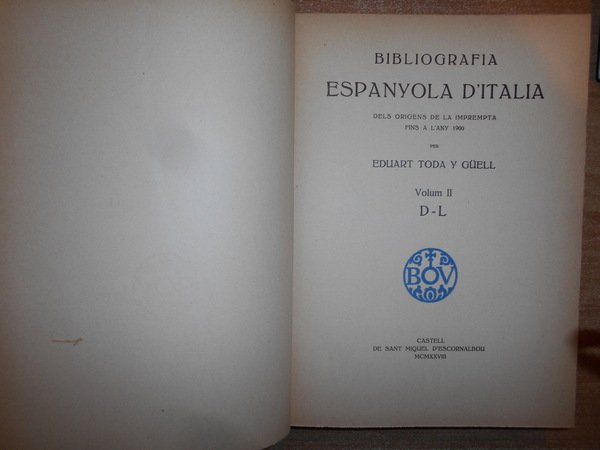 BIBLIOGRAFIA
ESPANYOLA D'ITALIA
DELS ORIGENS DE LA IMPREMPTA
FINS A L'ANY 1900
PER
EDUART TODA Y GÜELL
Volum II
D-L
BOV
CASTELL
DE SANT MIQUEL D'ESCORNALBOU
MCMXXVIII